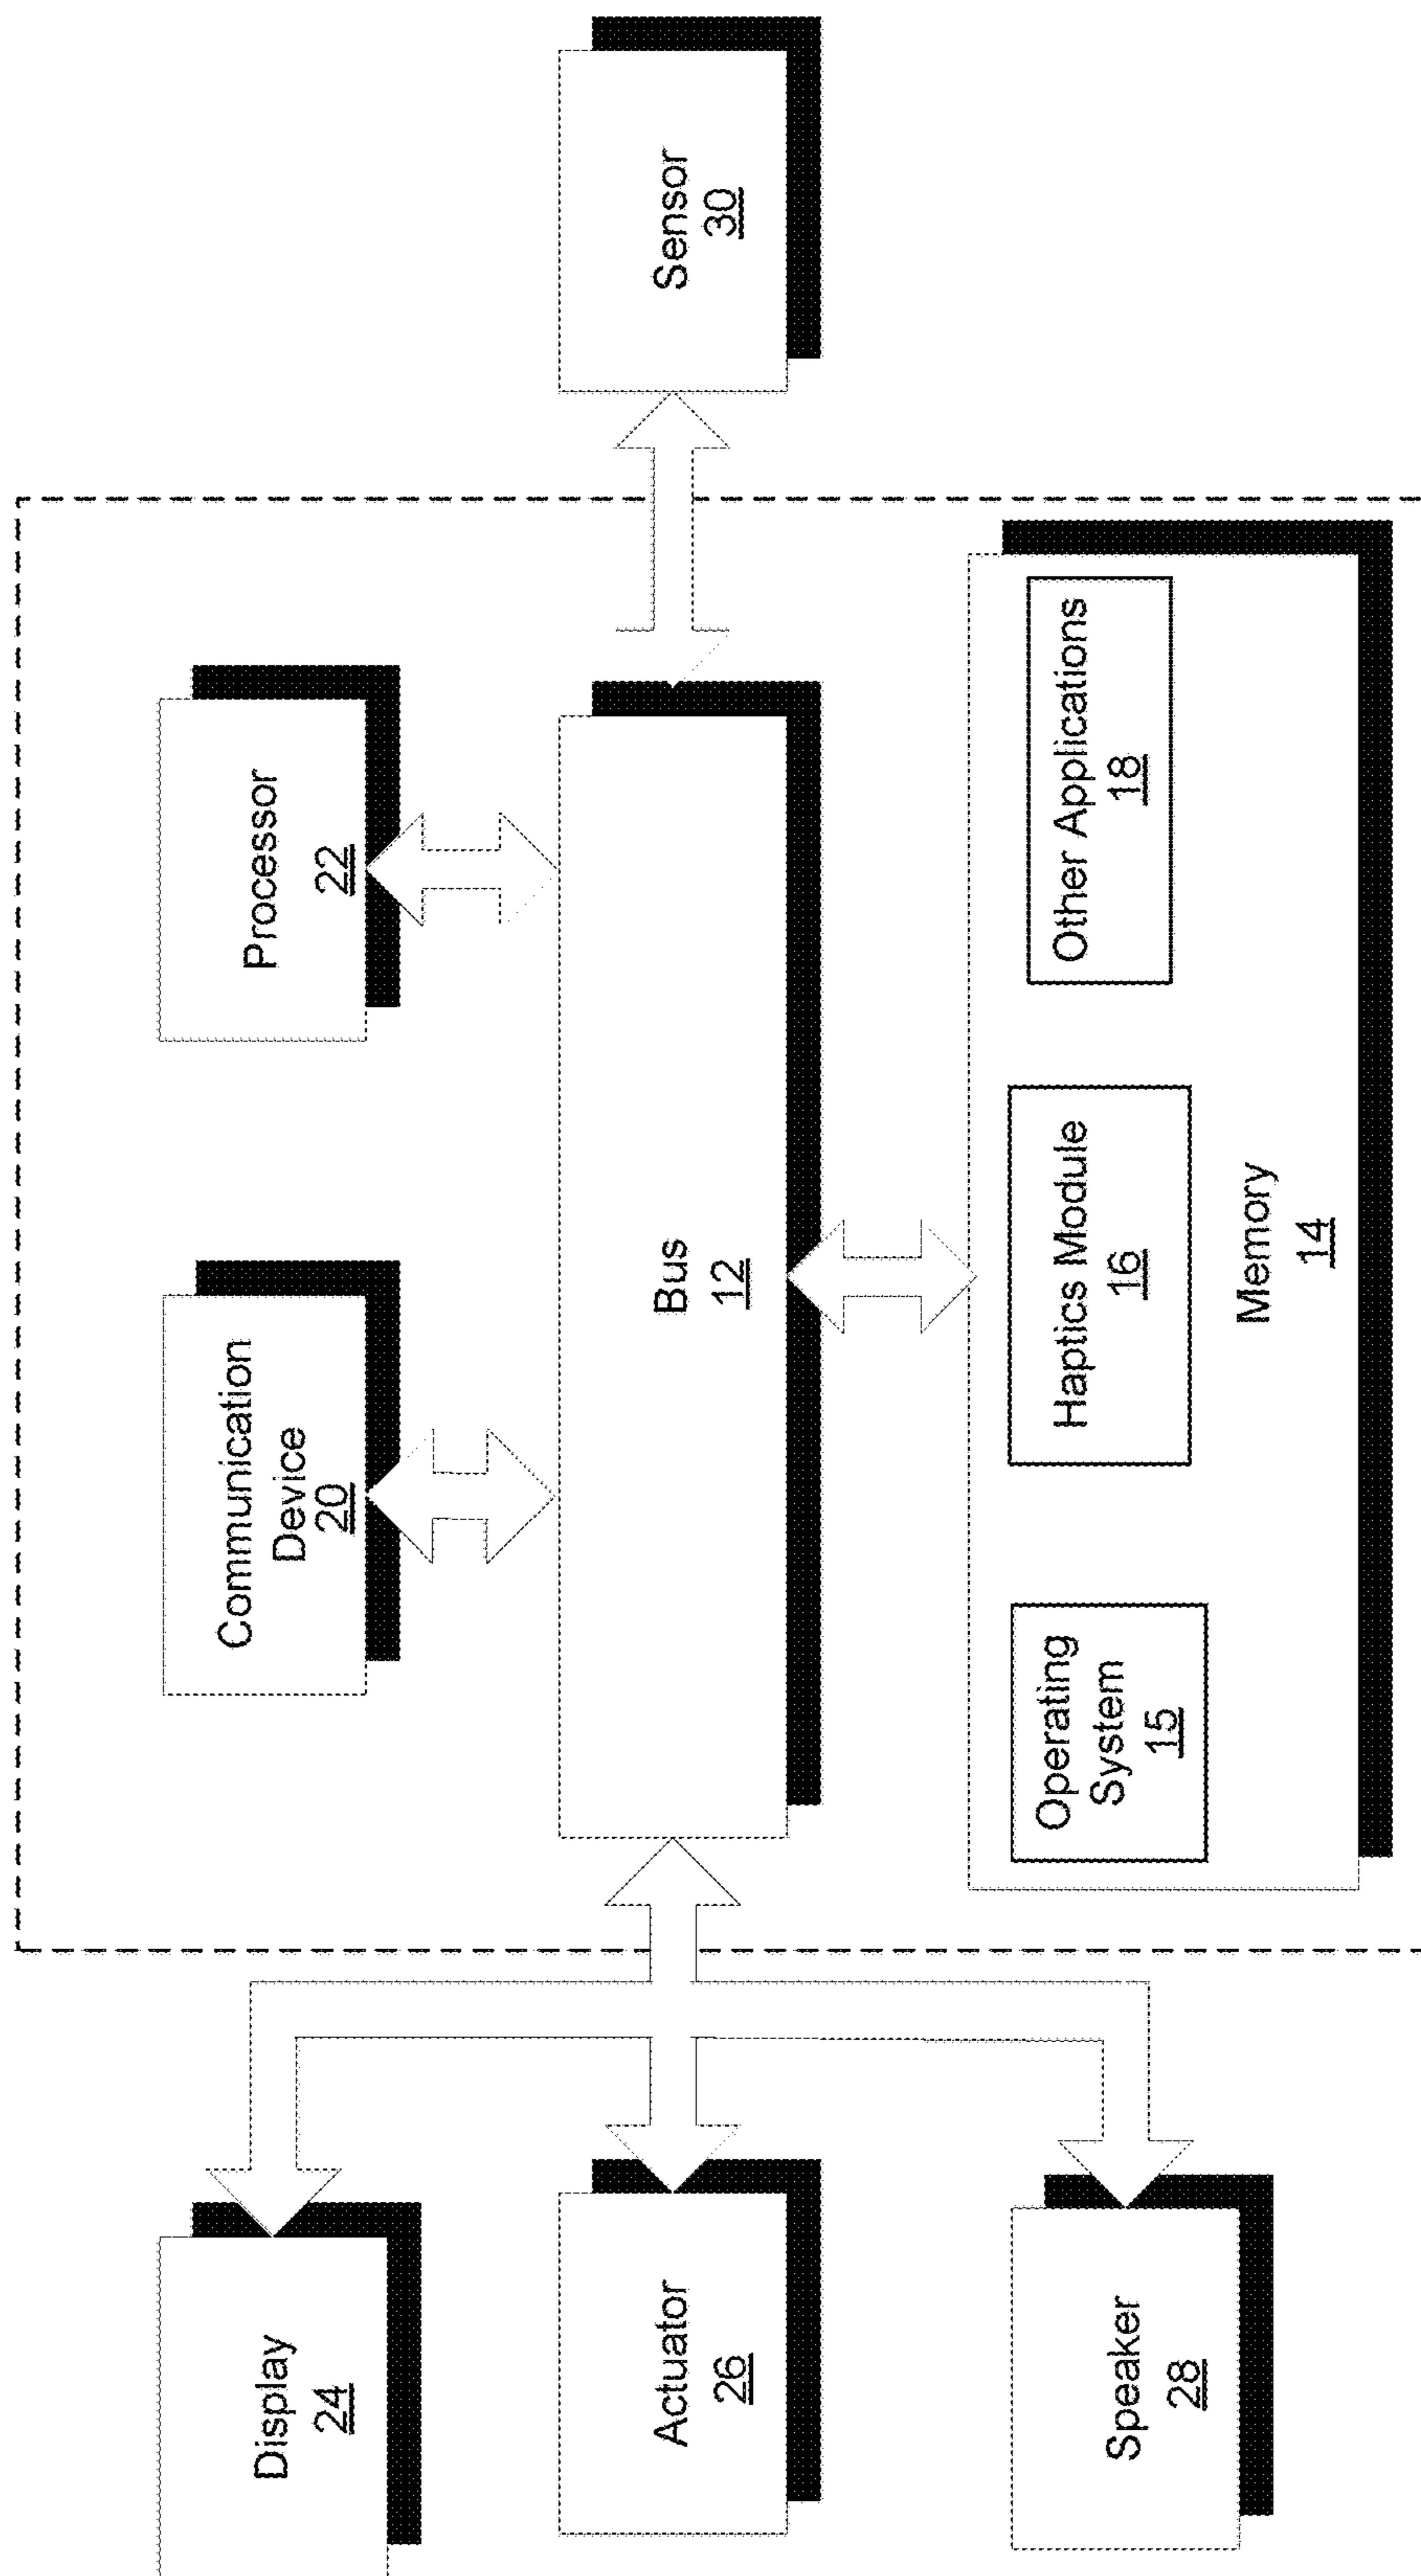 Communication
Device
20
Processor
22
Display
24
Actuator
26
Speaker
28
Bus
12
Sensor
30
Operating
System
15
Haptics Module
16
Other Applications
18
Memory
14